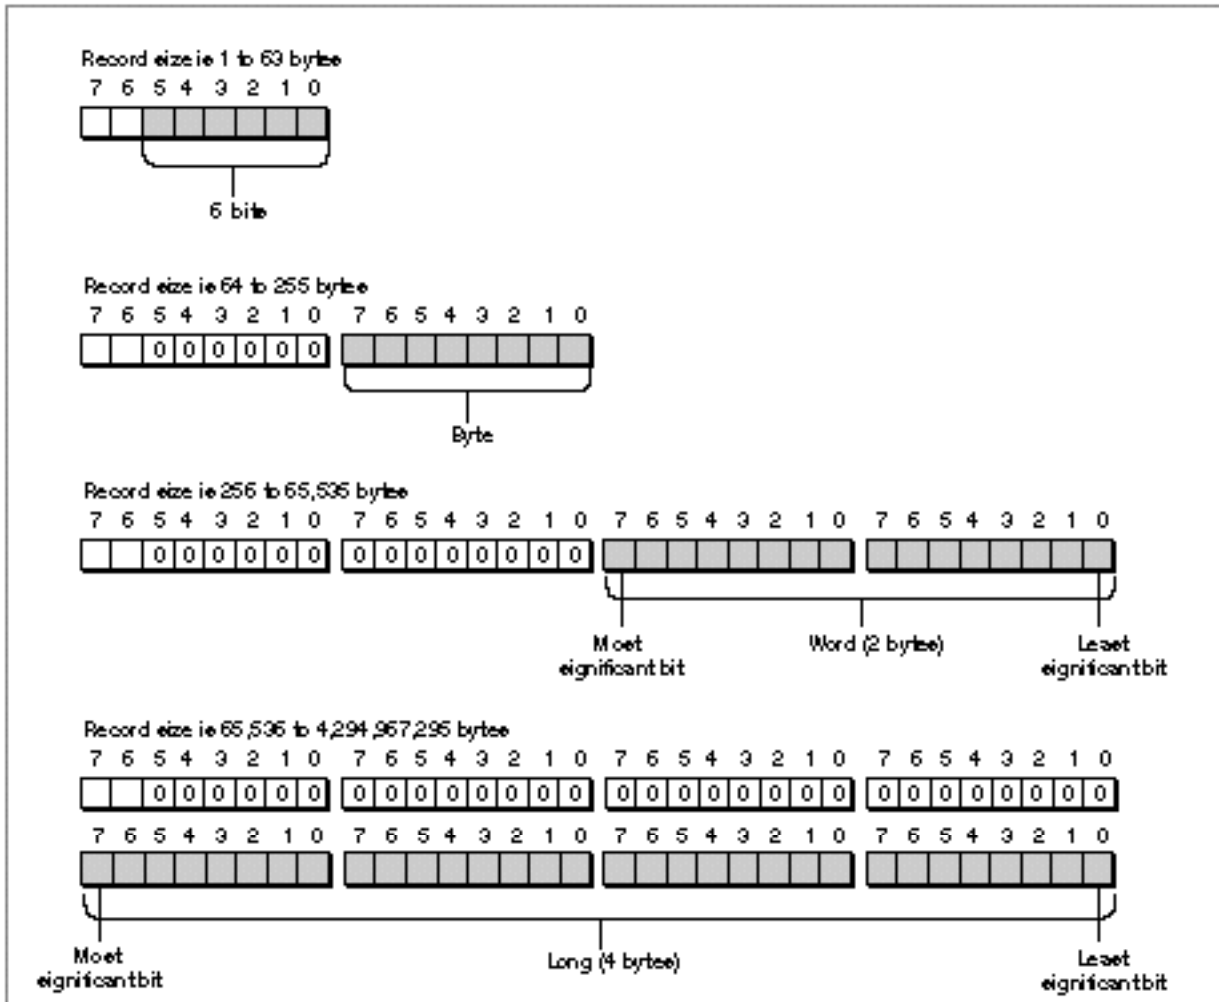 Record size is 1 to 63 bytes
7 6 5 4 3 2 1 0
6 bits
Record size is 64 to 255 bytes
7 6 5 4 3 2 1 0 7 6 5 4 3 2 1 0
0 0 0 0 0 0
Byte
Record size is 256 to 65,535 bytes
7 6 5 4 3 2 1 0 7 6 5 4 3 2 1 0 7 6 5 4 3 2 1 0 7 6 5 4 3 2 1 0
0 0 0 0 0 0 0 0 0 0 0 0 0 0
Most significant bit
Word (2 bytes)
Least significant bit
Record size is 65,536 to 4,294,967,295 bytes
7 6 5 4 3 2 1 0 7 6 5 4 3 2 1 0 7 6 5 4 3 2 1 0 7 6 5 4 3 2 1 0
0 0 0 0 0 0 0 0 0 0 0 0 0 0 0 0 0 0 0 0 0 0 0 0 0 0 0 0 0 0
7 6 5 4 3 2 1 0 7 6 5 4 3 2 1 0 7 6 5 4 3 2 1 0 7 6 5 4 3 2 1 0
Most significant bit
Long (4 bytes)
Least significant bit